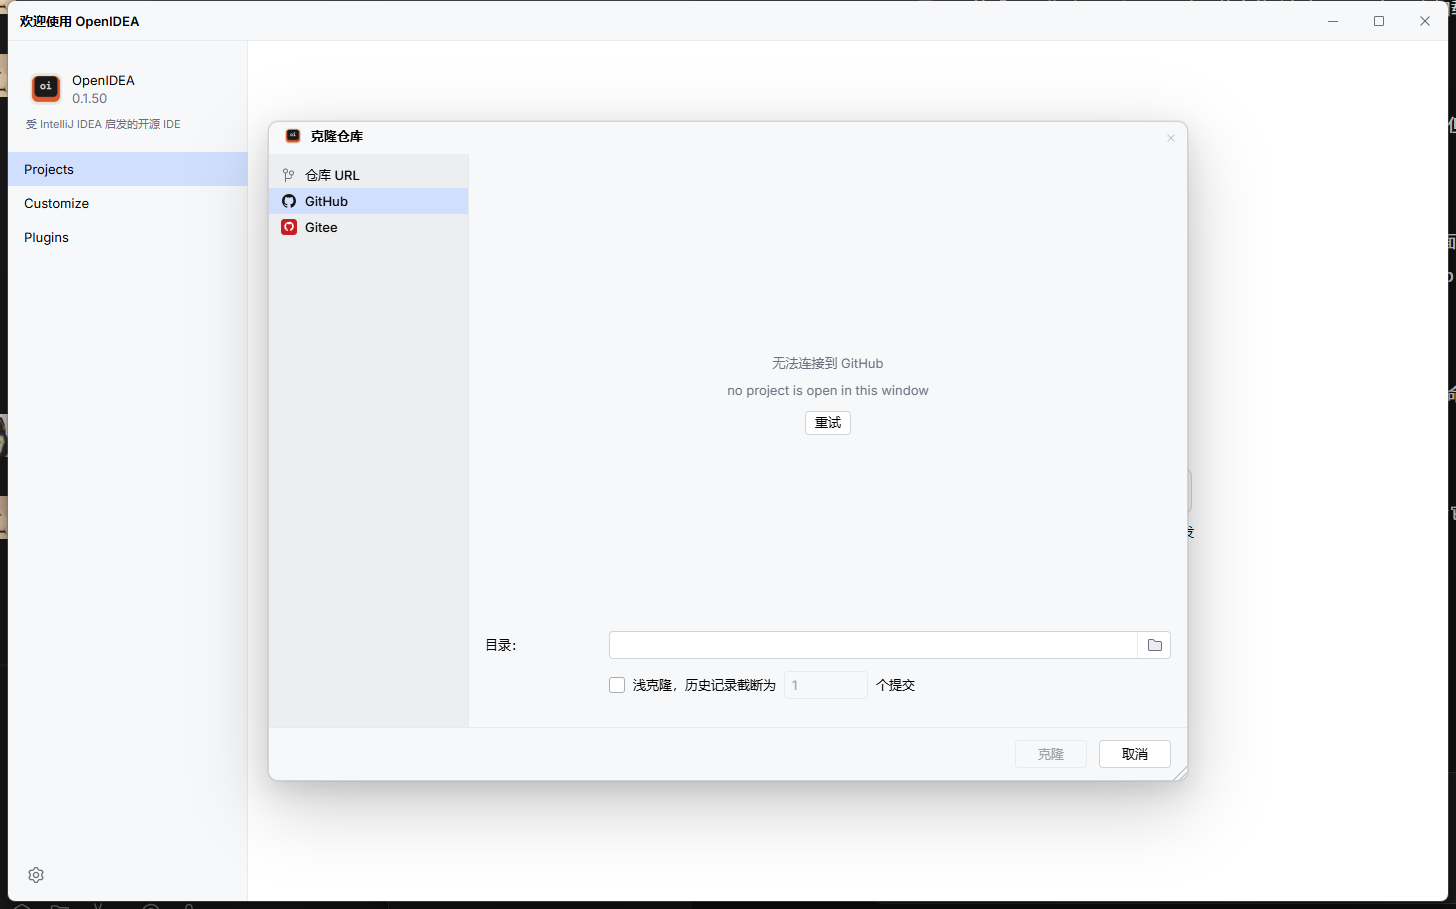 欢迎使用 OpenIDEA
oi
OpenIDEA
0.1.50
受 IntelliJ IDEA 启发的开源 IDE
Projects
Customize
Plugins
克隆仓库
仓库 URL
GitHub
Gitee
无法连接到 GitHub
no project is open in this window
重试
发
目录：
浅克隆，历史记录截断为 1 个提交
克隆
取消